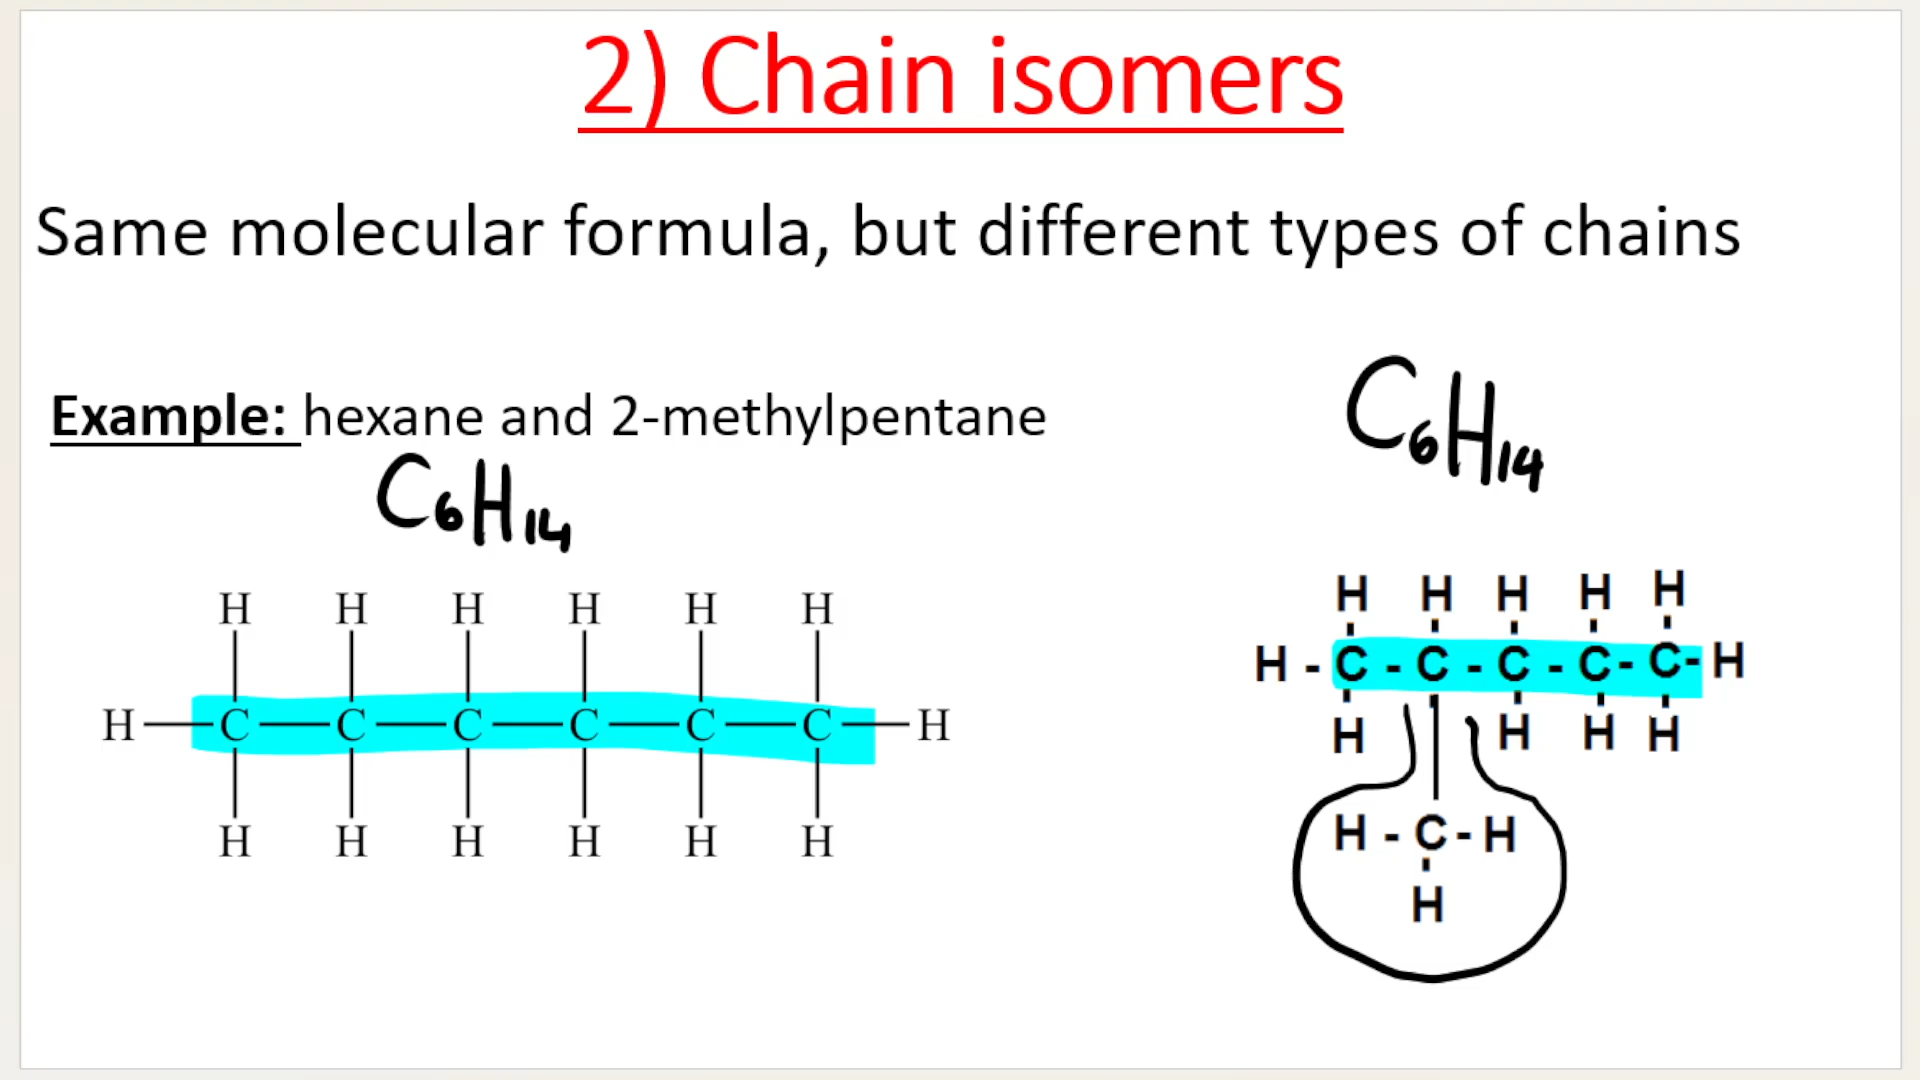 2) Chain isomers
Same molecular formula, but different types of chains
Example: hexane and 2-methylpentane
C₆H₁₄
H H H H H H
H—C—C—C—C—C—C—H
H H H H H H
C₆H₁₄
H H H H H
H - C - C - C - C - C - H
H H H H
H - C - H
H